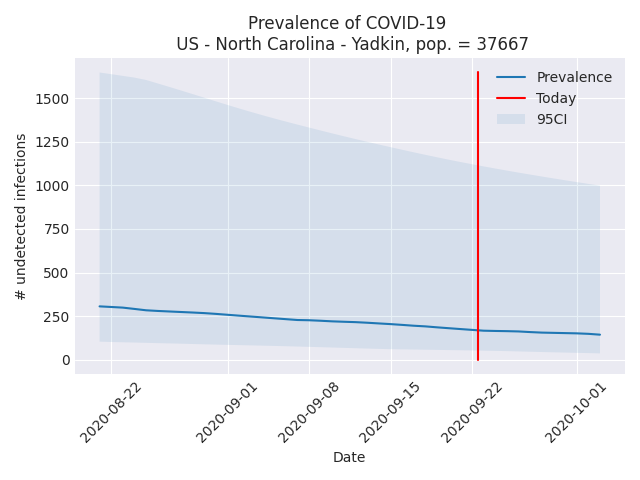 Prevalence of COVID-19
US - North Carolina - Yadkin, pop. = 37667
Prevalence
Today
95CI
1500
1250
1000
750
500
250
0
# undetected infections
2020-08-22
2020-09-01
2020-09-08
2020-09-15
2020-09-22
2020-10-01
Date